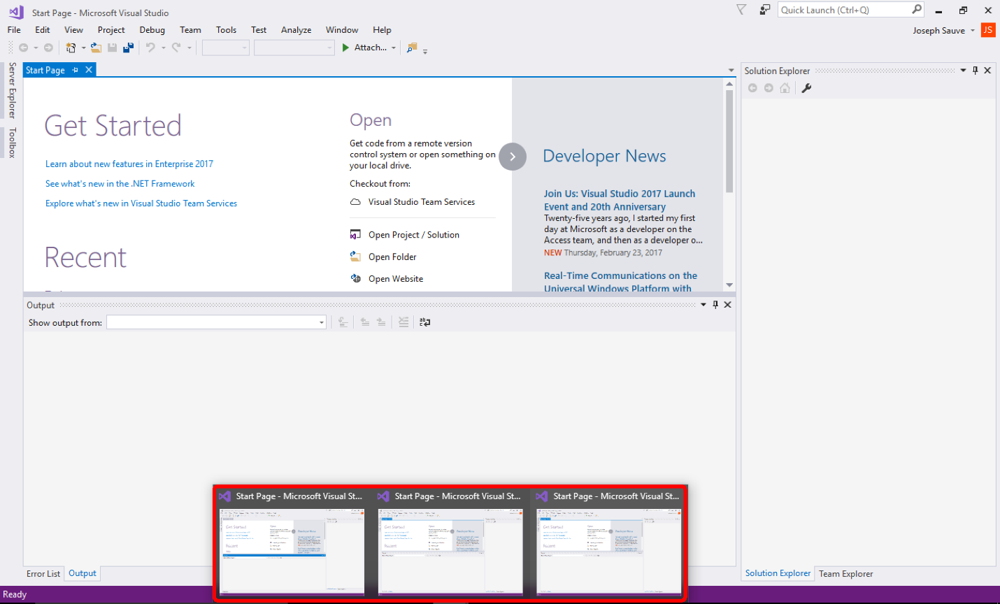 Start Page - Microsoft Visual Studio
Quick Launch (Ctrl+Q)
File Edit View Project Debug Team Tools Test Analyze Window Help
Joseph Sauve
JS
Attach...
Server Explorer
Toolbox
Start Page
Get Started
Learn about new features in Enterprise 2017
See what's new in the .NET Framework
Explore what's new in Visual Studio Team Services
Recent
Open
Get code from a remote version
control system or open something on
your local drive.
Checkout from:
Visual Studio Team Services
Open Project / Solution
Open Folder
Open Website
Developer News
Join Us: Visual Studio 2017 Launch
Event and 20th Anniversary
Twenty-five years ago, I started my first
day at Microsoft as a developer on the
Access team, and then as a developer o...
NEW Thursday, February 23, 2017
Real-Time Communications on the
Universal Windows Platform with
Solution Explorer
Output
Show output from:
Start Page - Microsoft Visual St...
Start Page - Microsoft Visual St...
Start Page - Microsoft Visual St...
Error List
Output
Solution Explorer
Team Explorer
Ready